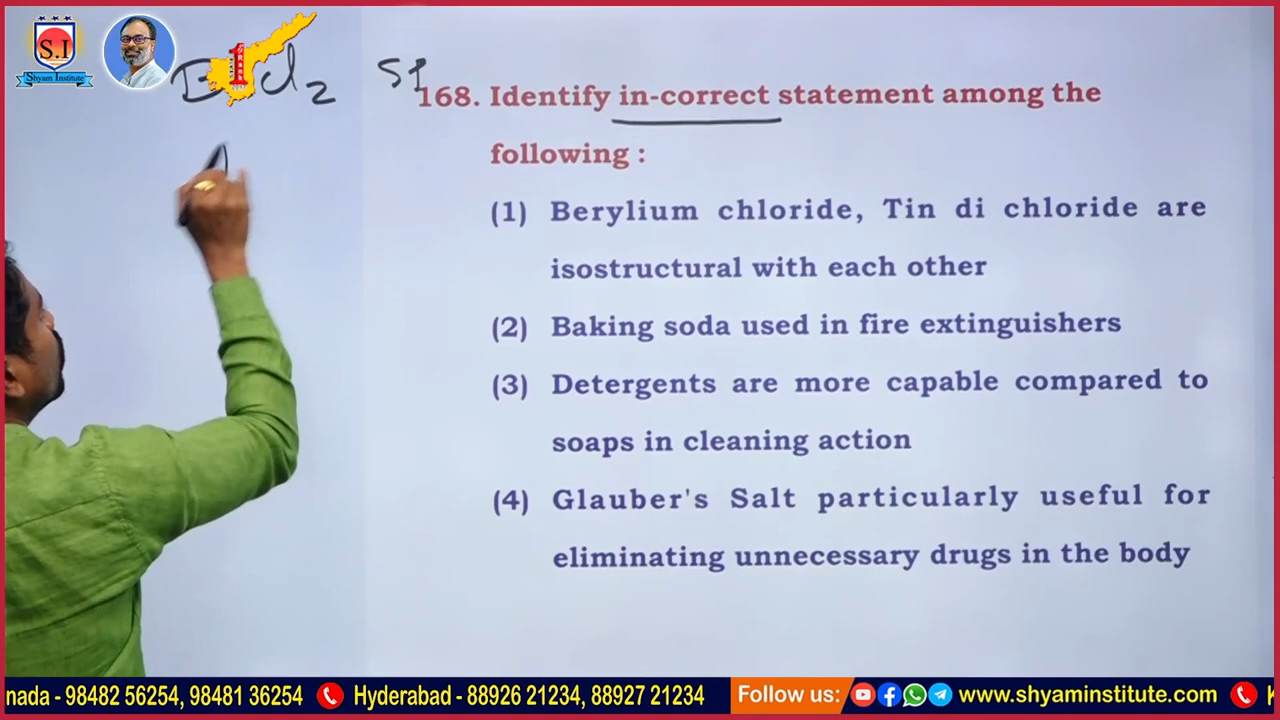 S.I
Shyam Institute
1
Rank
Cl2
168. Identify in-correct statement among the
following :
(1) Berylium chloride, Tin di chloride are
isostructural with each other
(2) Baking soda used in fire extinguishers
(3) Detergents are more capable compared to
soaps in cleaning action
(4) Glauber's Salt particularly useful for
eliminating unnecessary drugs in the body
nada - 98482 56254, 98481 36254 Hyderabad - 88926 21234, 88927 21234 Follow us: www.shyaminstitute.com